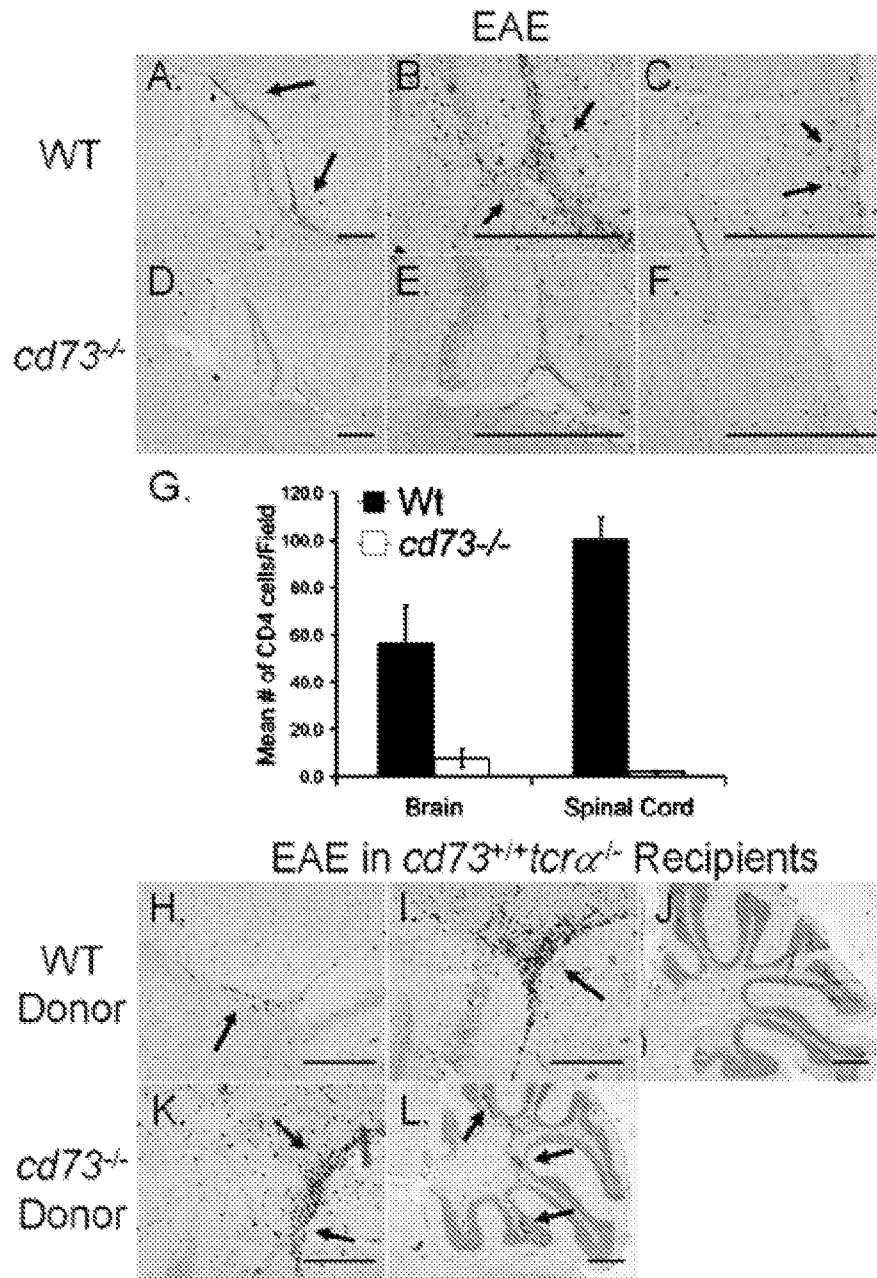 EAE
A.
B.
C.
WT
D.
E.
F.
cd73-/-
G.
120.0
100.0
80.0
60.0
40.0
20.0
0.0
Mean # of CD4 cells/Field
Wt
cd73-/-
Brain
Spinal Cord
EAE in cd73+/+tcrα-/- Recipients
H.
I.
J.
WT
Donor
K.
L.
cd73-/-
Donor